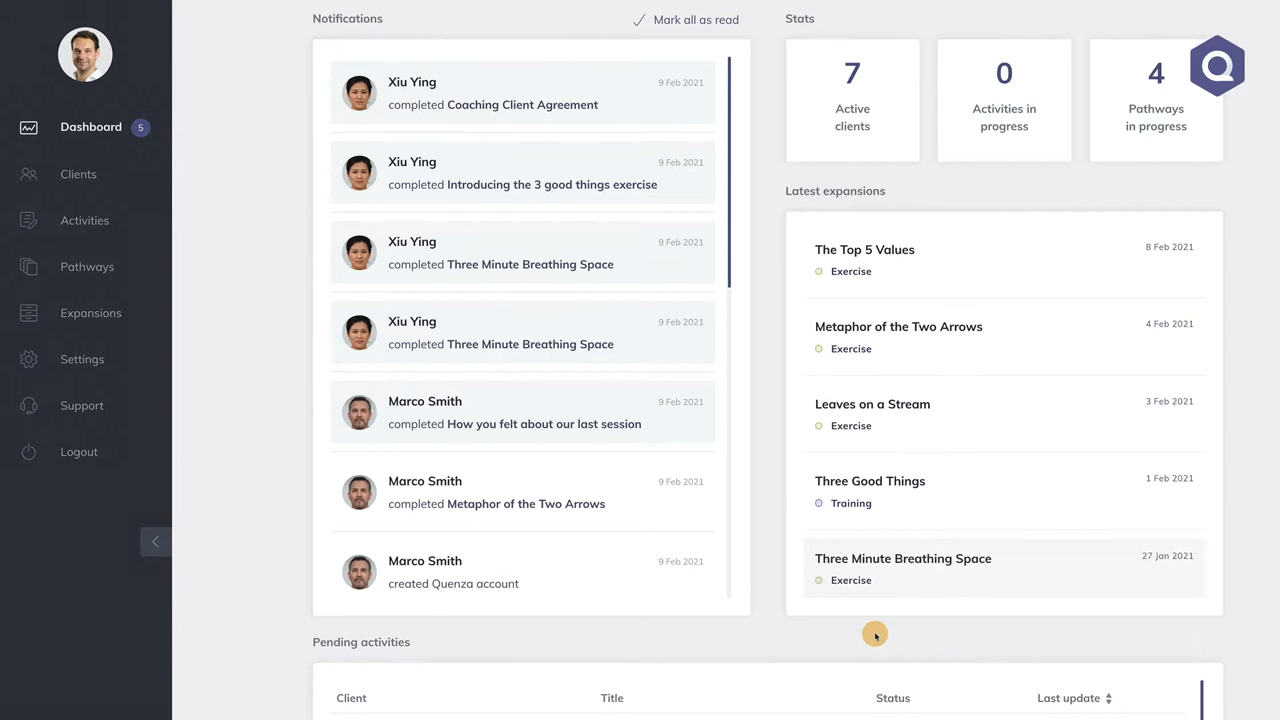 Dashboard 5
Clients
Activities
Pathways
Expansions
Settings
Support
Logout
Notifications
Mark all as read
Xiu Ying
9 Feb 2021
completed Coaching Client Agreement
Xiu Ying
9 Feb 2021
completed Introducing the 3 good things exercise
Xiu Ying
9 Feb 2021
completed Three Minute Breathing Space
Xiu Ying
9 Feb 2021
completed Three Minute Breathing Space
Marco Smith
9 Feb 2021
completed How you felt about our last session
Marco Smith
9 Feb 2021
completed Metaphor of the Two Arrows
Marco Smith
9 Feb 2021
created Quenza account
Stats
7
Active
clients
0
Activities in
progress
4
Pathways
in progress
Latest expansions
The Top 5 Values
8 Feb 2021
Exercise
Metaphor of the Two Arrows
4 Feb 2021
Exercise
Leaves on a Stream
3 Feb 2021
Exercise
Three Good Things
1 Feb 2021
Training
Three Minute Breathing Space
27 Jan 2021
Exercise
Pending activities
Client
Title
Status
Last update